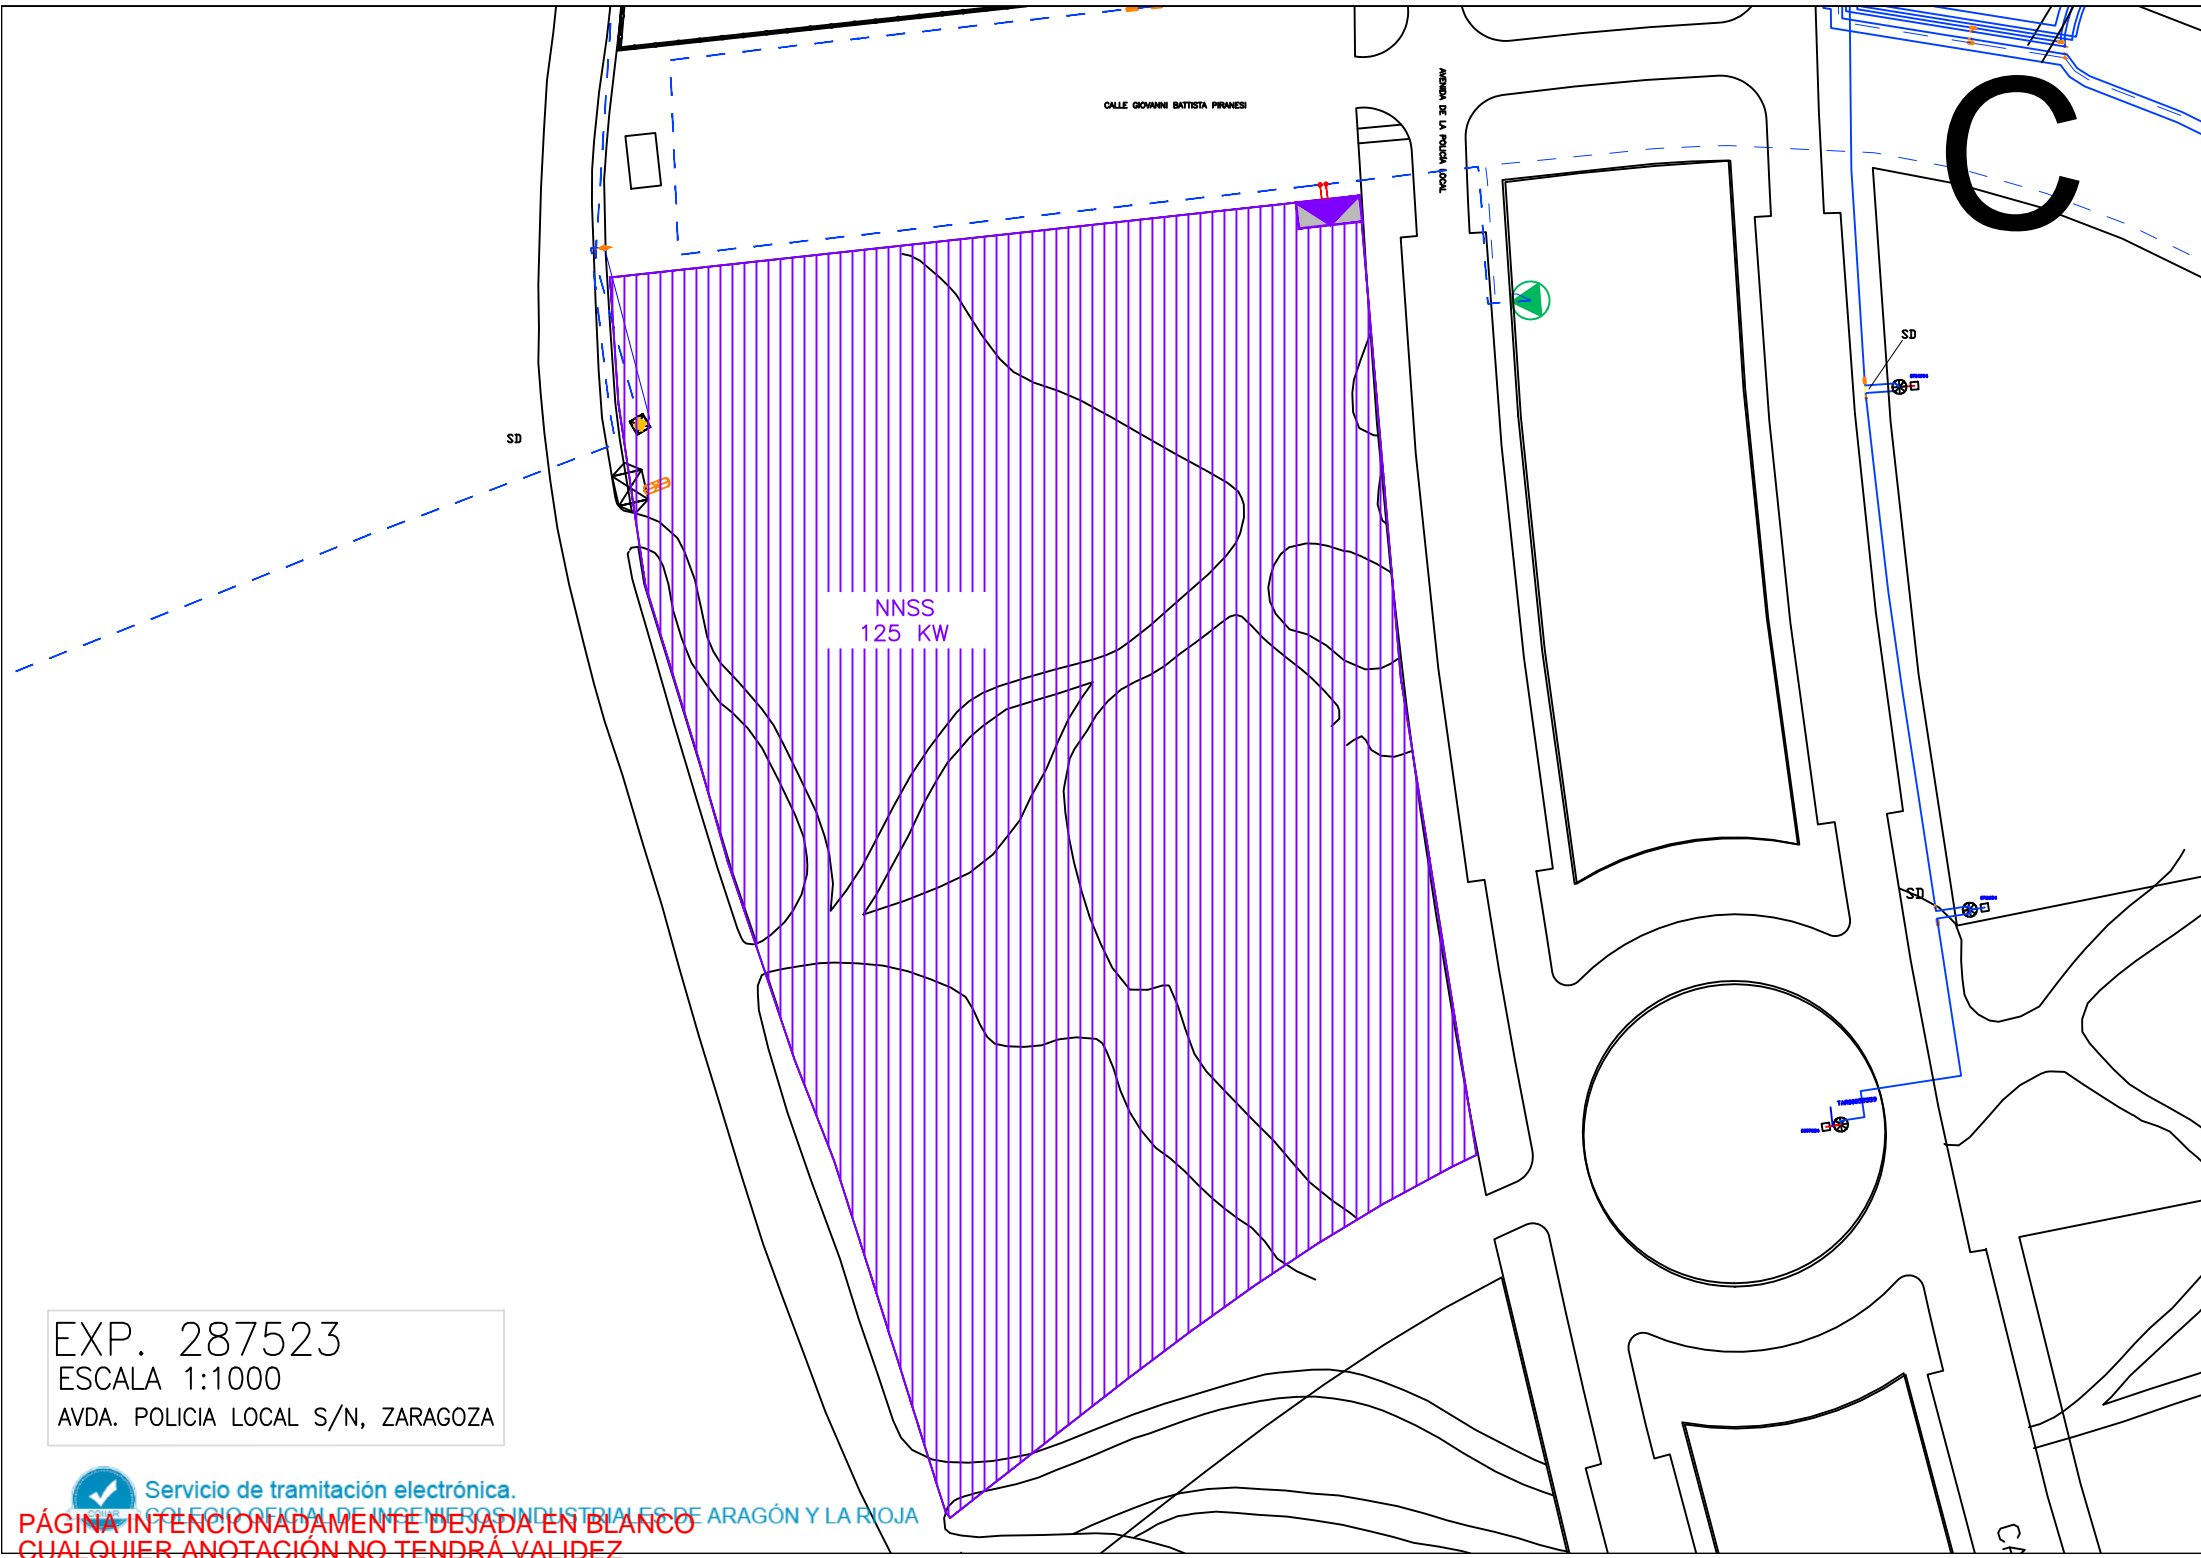 CALLE GIOVANNI BATTISTA PIRANESI
AVENIDA DE LA POLICIA LOCAL
C
SD
SD
NNSS
125 KW
SD
EXP. 287523
ESCALA 1:1000
AVDA. POLICIA LOCAL S/N, ZARAGOZA
Servicio de tramitación electrónica.
COLEGIO OFICIAL DE INGENIEROS INDUSTRIALES DE ARAGÓN Y LA RIOJA
PÁGINA INTENCIONADAMENTE DEJADA EN BLANCO
CUALQUIER ANOTACIÓN NO TENDRÁ VALIDEZ